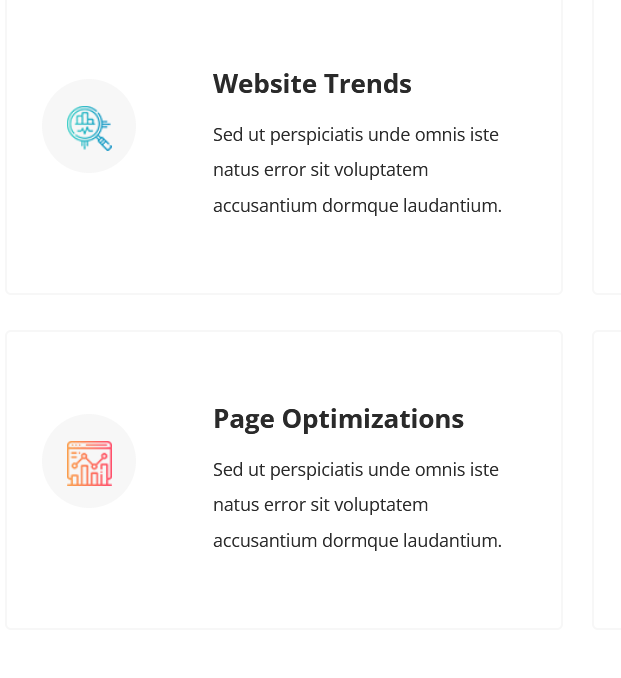 Website Trends
Sed ut perspiciatis unde omnis iste
natus error sit voluptatem
accusantium dormque laudantium.
Page Optimizations
Sed ut perspiciatis unde omnis iste
natus error sit voluptatem
accusantium dormque laudantium.